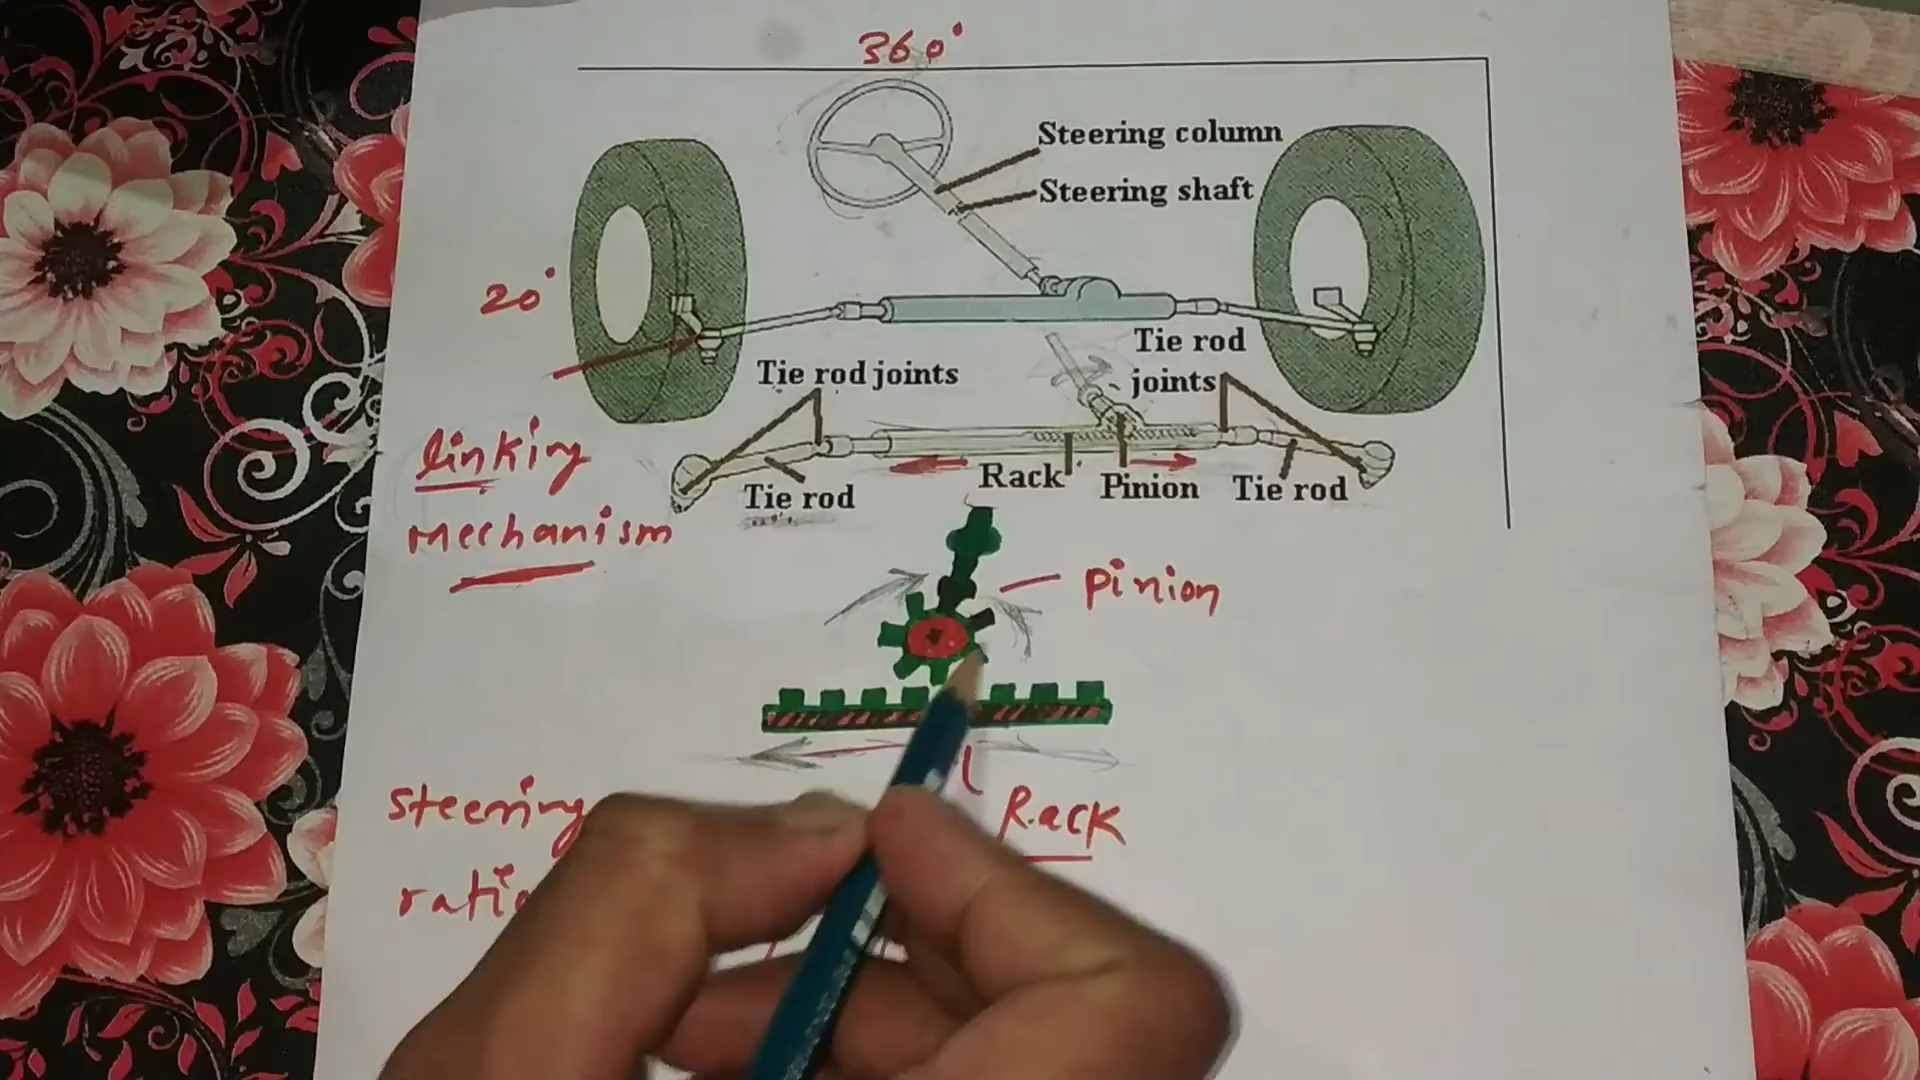 360°
Steering column
Steering shaft
20°
Tie rod joints
Tie rod
joints
linking
mechanism
Tie rod
Rack
Pinion
Tie rod
Pinion
Steering
Rack